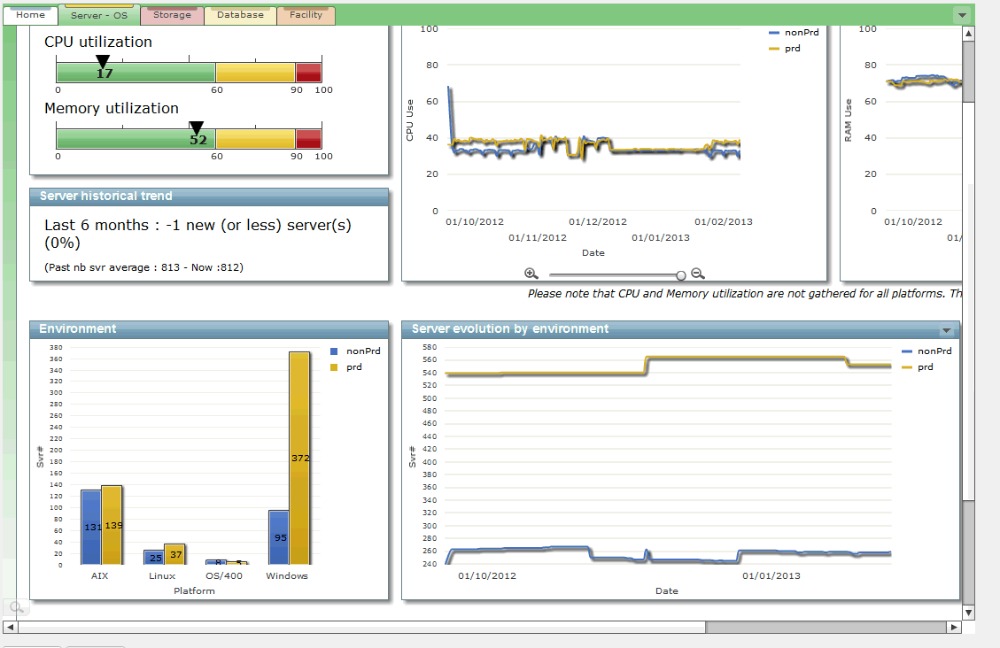 Home
Server - OS
Storage
Database
Facility
CPU utilization
17
0 60 90 100
Memory utilization
52
0 60 90 100
Server historical trend
Last 6 months : -1 new (or less) server(s)
(0%)
(Past nb svr average : 813 - Now :812)
100
80
60
40
20
0
CPU Use
01/10/2012
01/11/2012
01/12/2012
01/01/2013
01/02/2013
Date
nonPrd
prd
100
80
60
40
20
0
RAM Use
01/10/2012
01/
Please note that CPU and Memory utilization are not gathered for all platforms. Th
Environment
380
360
340
320
300
280
260
240
220
200
180
160
140
120
100
80
60
40
20
0
Svr#
131
139
25
37
8
5
95
372
AIX
Linux
OS/400
Windows
Platform
nonPrd
prd
Server evolution by environment
580
560
540
520
500
480
460
440
420
400
380
360
340
320
300
280
260
240
Svr#
01/10/2012
01/01/2013
Date
nonPrd
prd